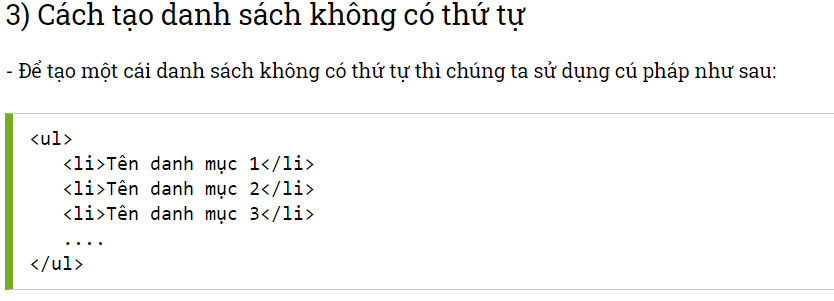 3) Cách tạo danh sách không có thứ tự
- Để tạo một cái danh sách không có thứ tự thì chúng ta sử dụng cú pháp như sau:
<ul>
   <li>Tên danh mục 1</li>
   <li>Tên danh mục 2</li>
   <li>Tên danh mục 3</li>
   ....
</ul>